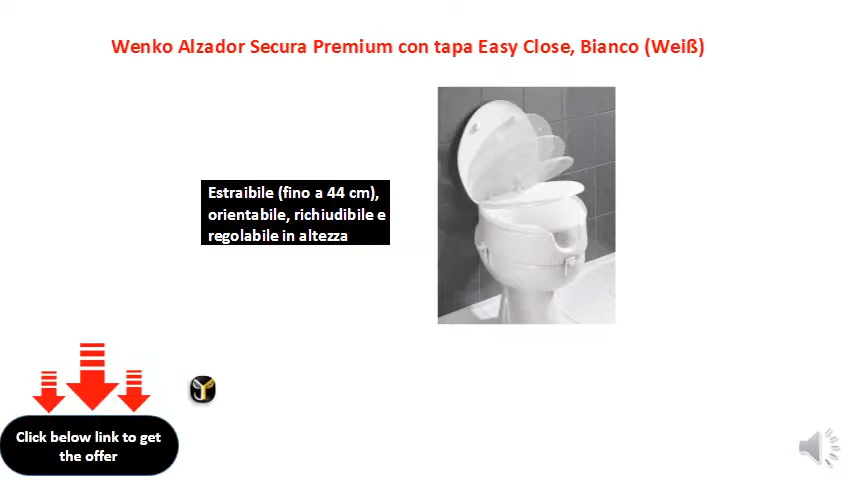 Wenko Alzador Secura Premium con tapa Easy Close, Bianco (Weiß)
Estraibile (fino a 44 cm),
orientabile, richiudibile e
regolabile in altezza
Click below link to get
the offer